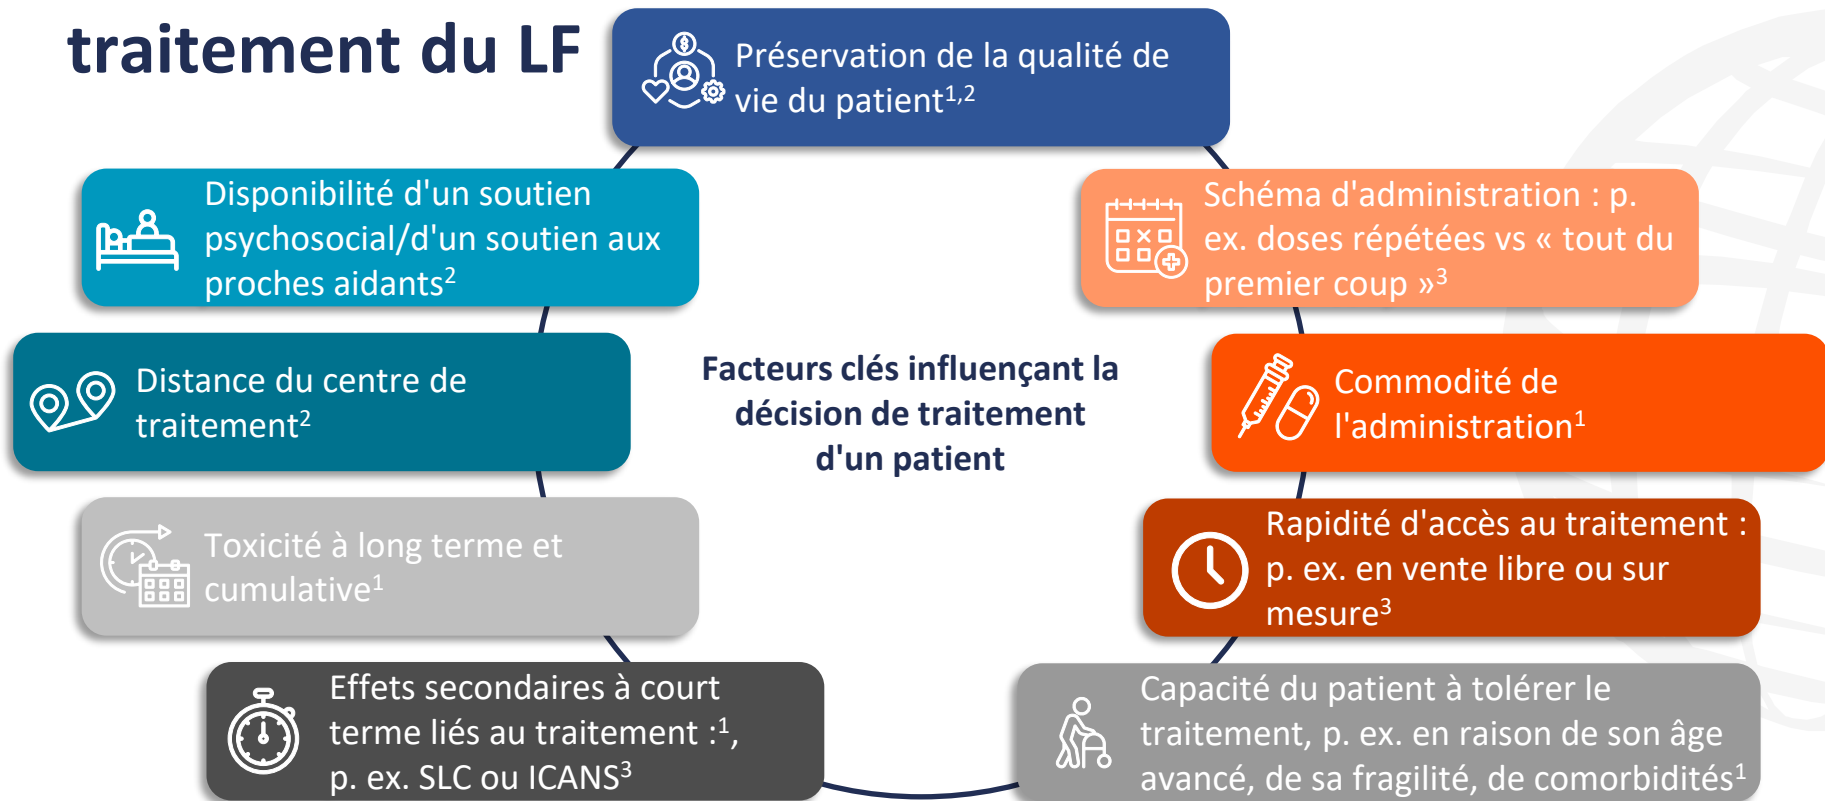 traitement du LF
Préservation de la qualité de
vie du patient1,2
Disponibilité d'un soutien
psychosocial/d'un soutien aux
proches aidants2
Schéma d'administration : p.
ex. doses répétées vs « tout du
premier coup »3
Distance du centre de
traitement2
Facteurs clés influençant la
décision de traitement
d'un patient
Commodité de
l'administration1
Toxicité à long terme et
cumulative1
Rapidité d'accès au traitement :
p. ex. en vente libre ou sur
mesure3
Effets secondaires à court
terme liés au traitement :1,
p. ex. SLC ou ICANS3
Capacité du patient à tolérer le
traitement, p. ex. en raison de son âge
avancé, de sa fragilité, de comorbidités1